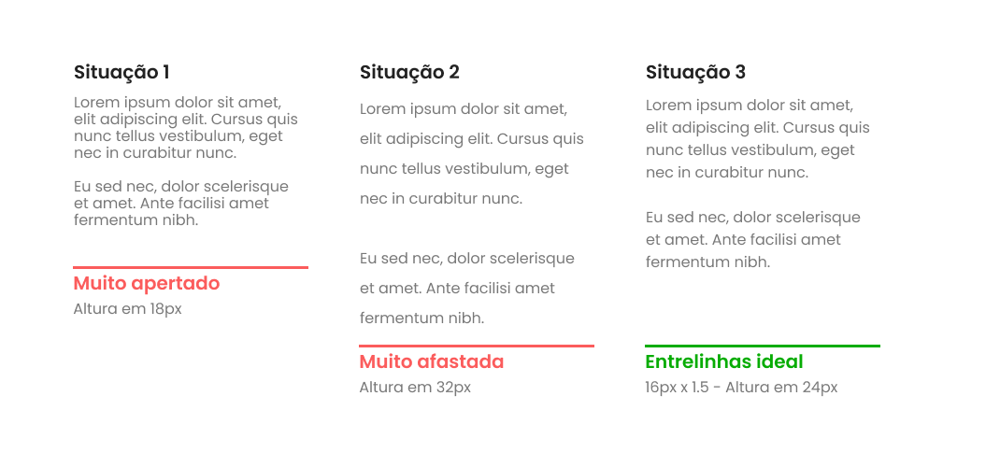 Situação 1
Lorem ipsum dolor sit amet,
elit adipiscing elit. Cursus quis
nunc tellus vestibulum, eget
nec in curabitur nunc.
Eu sed nec, dolor scelerisque
et amet. Ante facilisi amet
fermentum nibh.
Muito apertado
Altura em 18px
Situação 2
Lorem ipsum dolor sit amet,
elit adipiscing elit. Cursus quis
nunc tellus vestibulum, eget
nec in curabitur nunc.
Eu sed nec, dolor scelerisque
et amet. Ante facilisi amet
fermentum nibh.
Muito afastada
Altura em 32px
Situação 3
Lorem ipsum dolor sit amet,
elit adipiscing elit. Cursus quis
nunc tellus vestibulum, eget
nec in curabitur nunc.
Eu sed nec, dolor scelerisque
et amet. Ante facilisi amet
fermentum nibh.
Entrelinhas ideal
16px x 1.5 - Altura em 24px